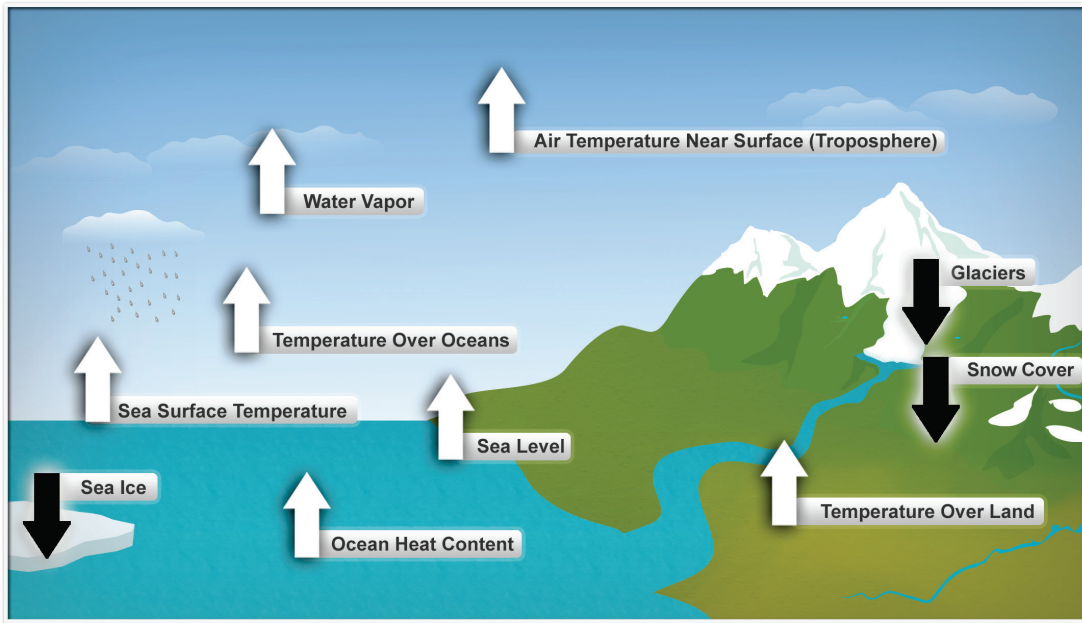 Air Temperature Near Surface (Troposphere)
Water Vapor
Glaciers
Temperature Over Oceans
Snow Cover
Sea Surface Temperature
Sea Level
Sea Ice
Temperature Over Land
Ocean Heat Content